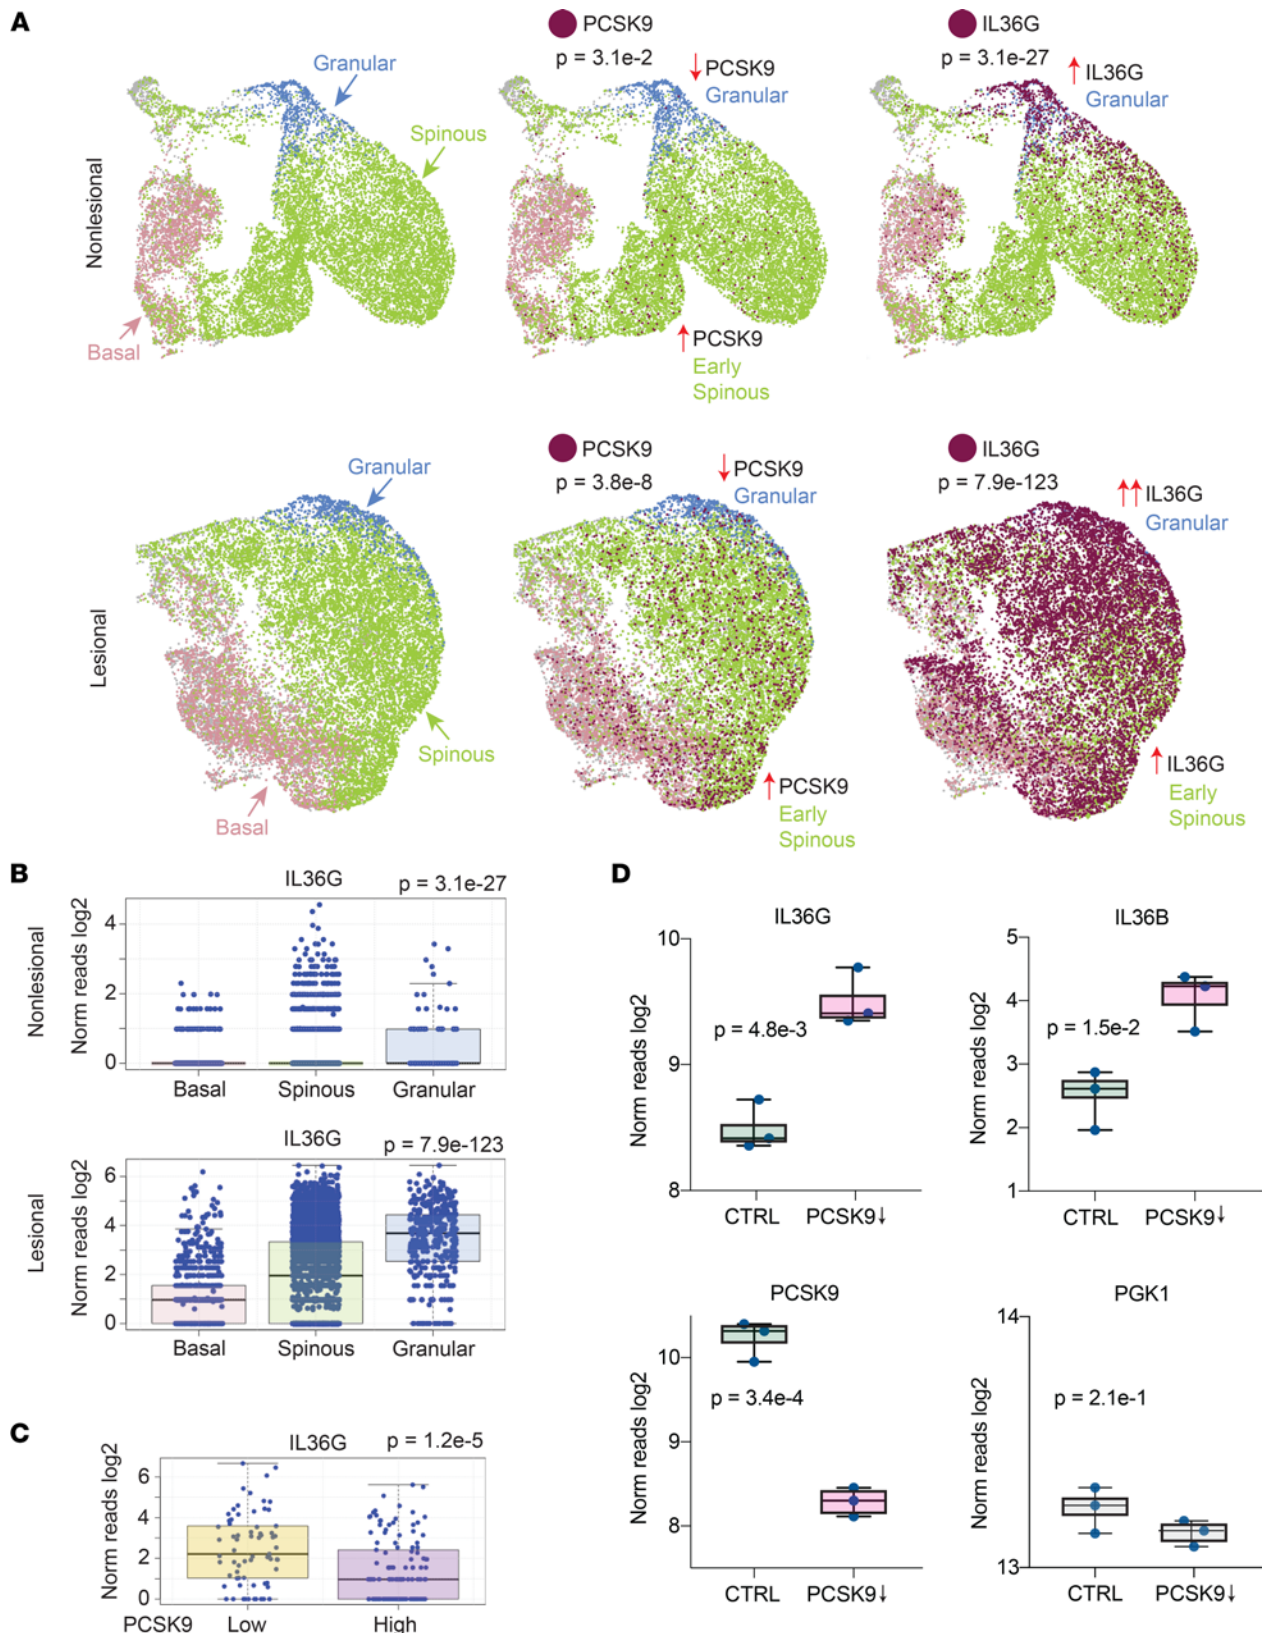 A
PCSK9
IL36G
p = 3.1e-2
p = 3.1e-27
Granular
↓ PCSK9
Granular
↑ IL36G
Granular
Spinous
Nonlesional
Basal
↑ PCSK9
Early
Spinous
PCSK9
IL36G
p = 3.8e-8
p = 7.9e-123
Granular
↓ PCSK9
Granular
↑↑ IL36G
Granular
Lesional
Spinous
Basal
↑ PCSK9
Early
Spinous
↑ IL36G
Early
Spinous
B
IL36G
p = 3.1e-27
Nonlesional
Norm reads log2
4
2
0
Basal Spinous Granular
IL36G
p = 7.9e-123
Lesional
Norm reads log2
6
4
2
0
Basal Spinous Granular
C
IL36G
p = 1.2e-5
Norm reads log2
6
4
2
0
PCSK9 Low High
D
IL36G
Norm reads log2
10
9
8
p = 4.8e-3
CTRL PCSK9↓
IL36B
Norm reads log2
5
4
3
2
1
p = 1.5e-2
CTRL PCSK9↓
PCSK9
Norm reads log2
10
9
8
p = 3.4e-4
CTRL PCSK9↓
PGK1
Norm reads log2
14
13
p = 2.1e-1
CTRL PCSK9↓